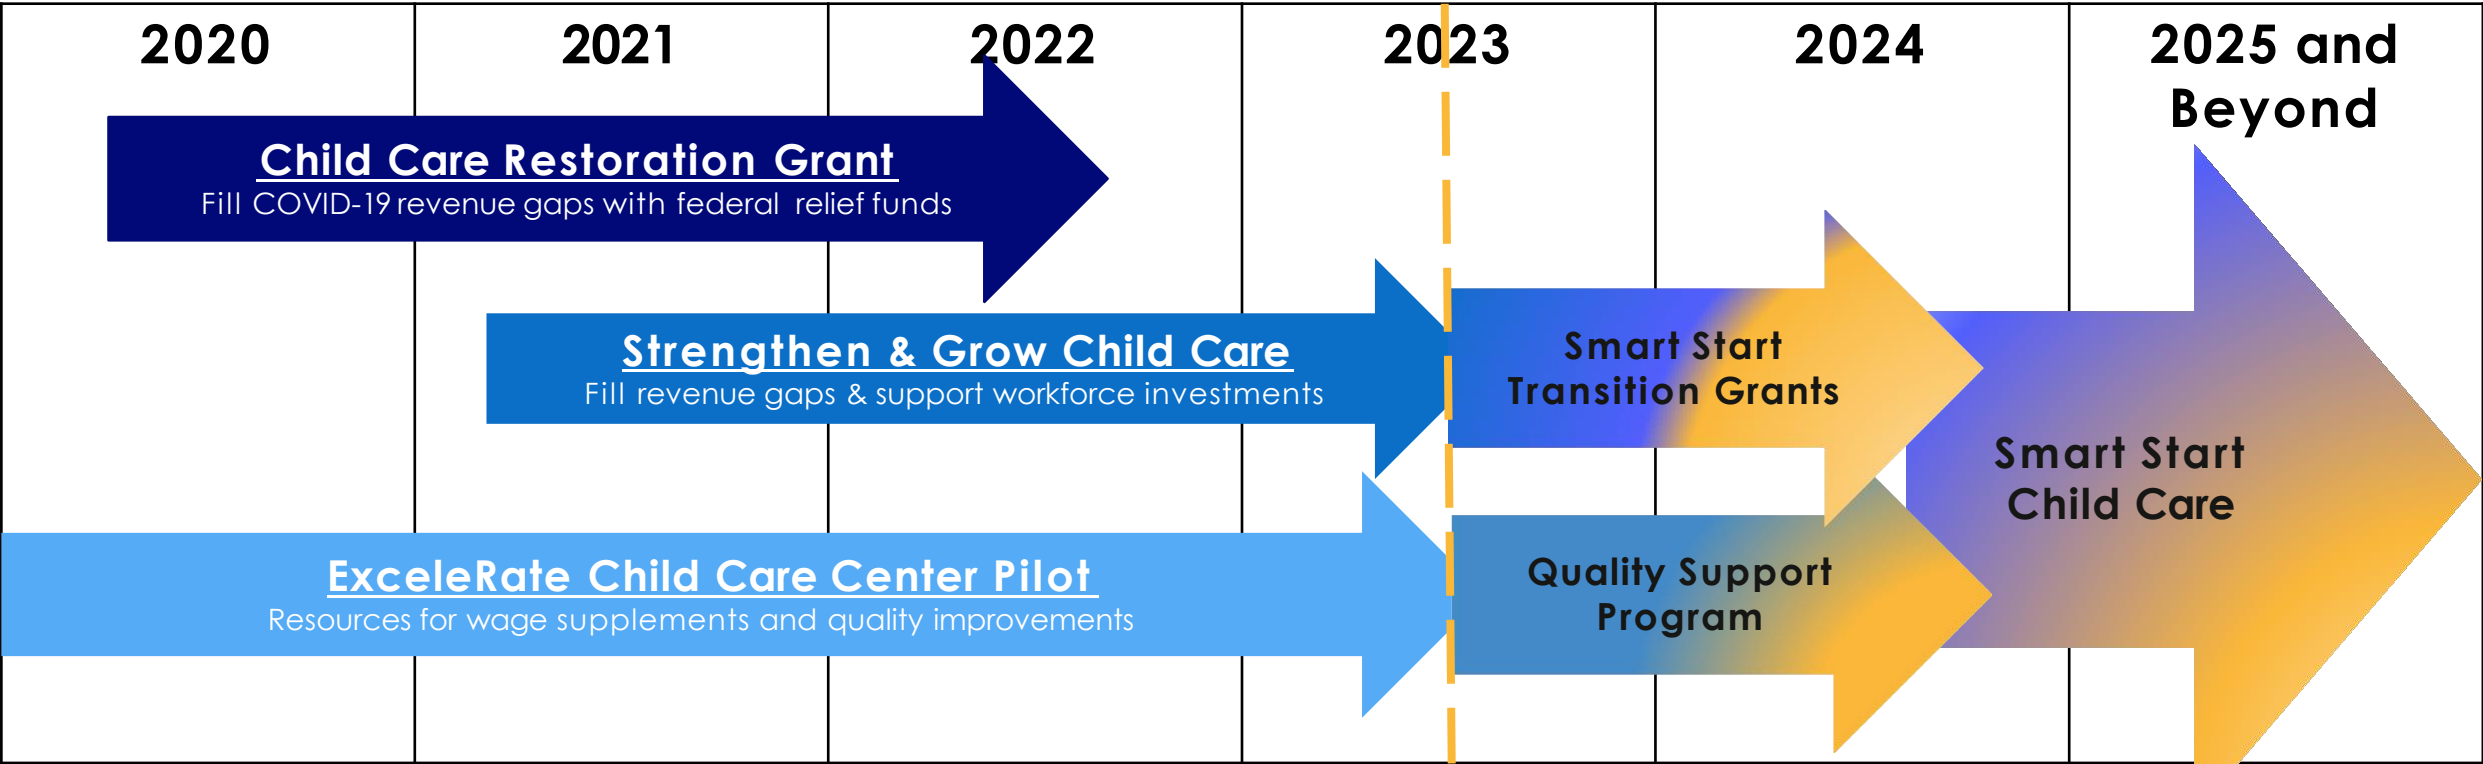 2020
2021
2022
2023
2024
2025 and
Beyond
Child Care Restoration Grant
Fill COVID-19 revenue gaps with federal relief funds
Strengthen & Grow Child Care
Fill revenue gaps & support workforce investments
Smart Start
Transition Grants
Smart Start
Child Care
ExceleRate Child Care Center Pilot
Resources for wage supplements and quality improvements
Quality Support
Program